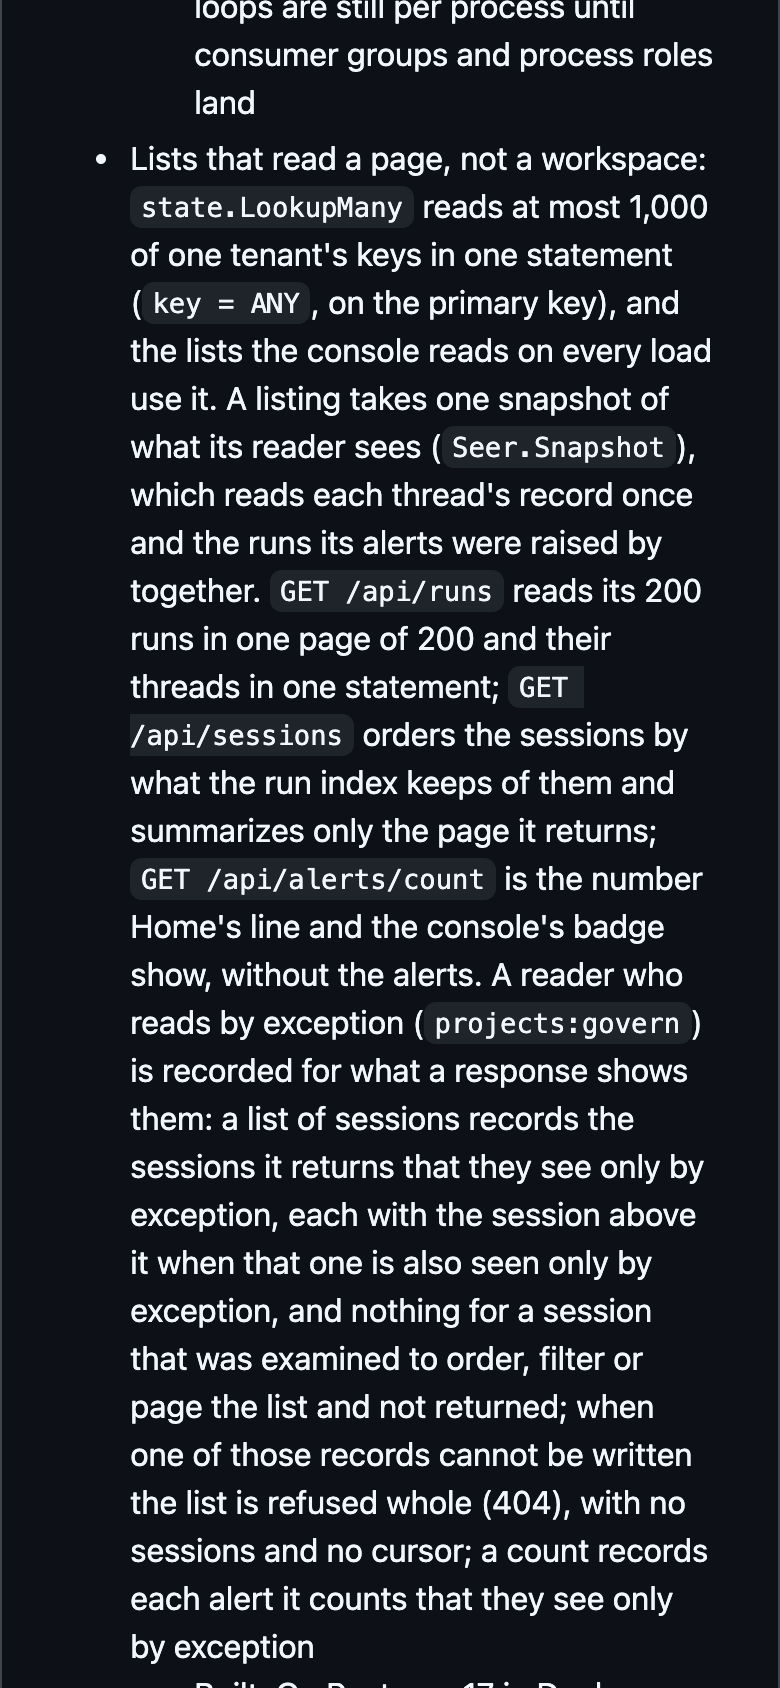 loops are still per process until
consumer groups and process roles
land
• Lists that read a page, not a workspace:
state.LookupMany reads at most 1,000
of one tenant's keys in one statement
(key = ANY, on the primary key), and
the lists the console reads on every load
use it. A listing takes one snapshot of
what its reader sees (Seer.Snapshot),
which reads each thread's record once
and the runs its alerts were raised by
together. GET /api/runs reads its 200
runs in one page of 200 and their
threads in one statement; GET
/api/sessions orders the sessions by
what the run index keeps of them and
summarizes only the page it returns;
GET /api/alerts/count is the number
Home's line and the console's badge
show, without the alerts. A reader who
reads by exception (projects:govern)
is recorded for what a response shows
them: a list of sessions records the
sessions it returns that they see only by
exception, each with the session above
it when that one is also seen only by
exception, and nothing for a session
that was examined to order, filter or
page the list and not returned; when
one of those records cannot be written
the list is refused whole (404), with no
sessions and no cursor; a count records
each alert it counts that they see only
by exception